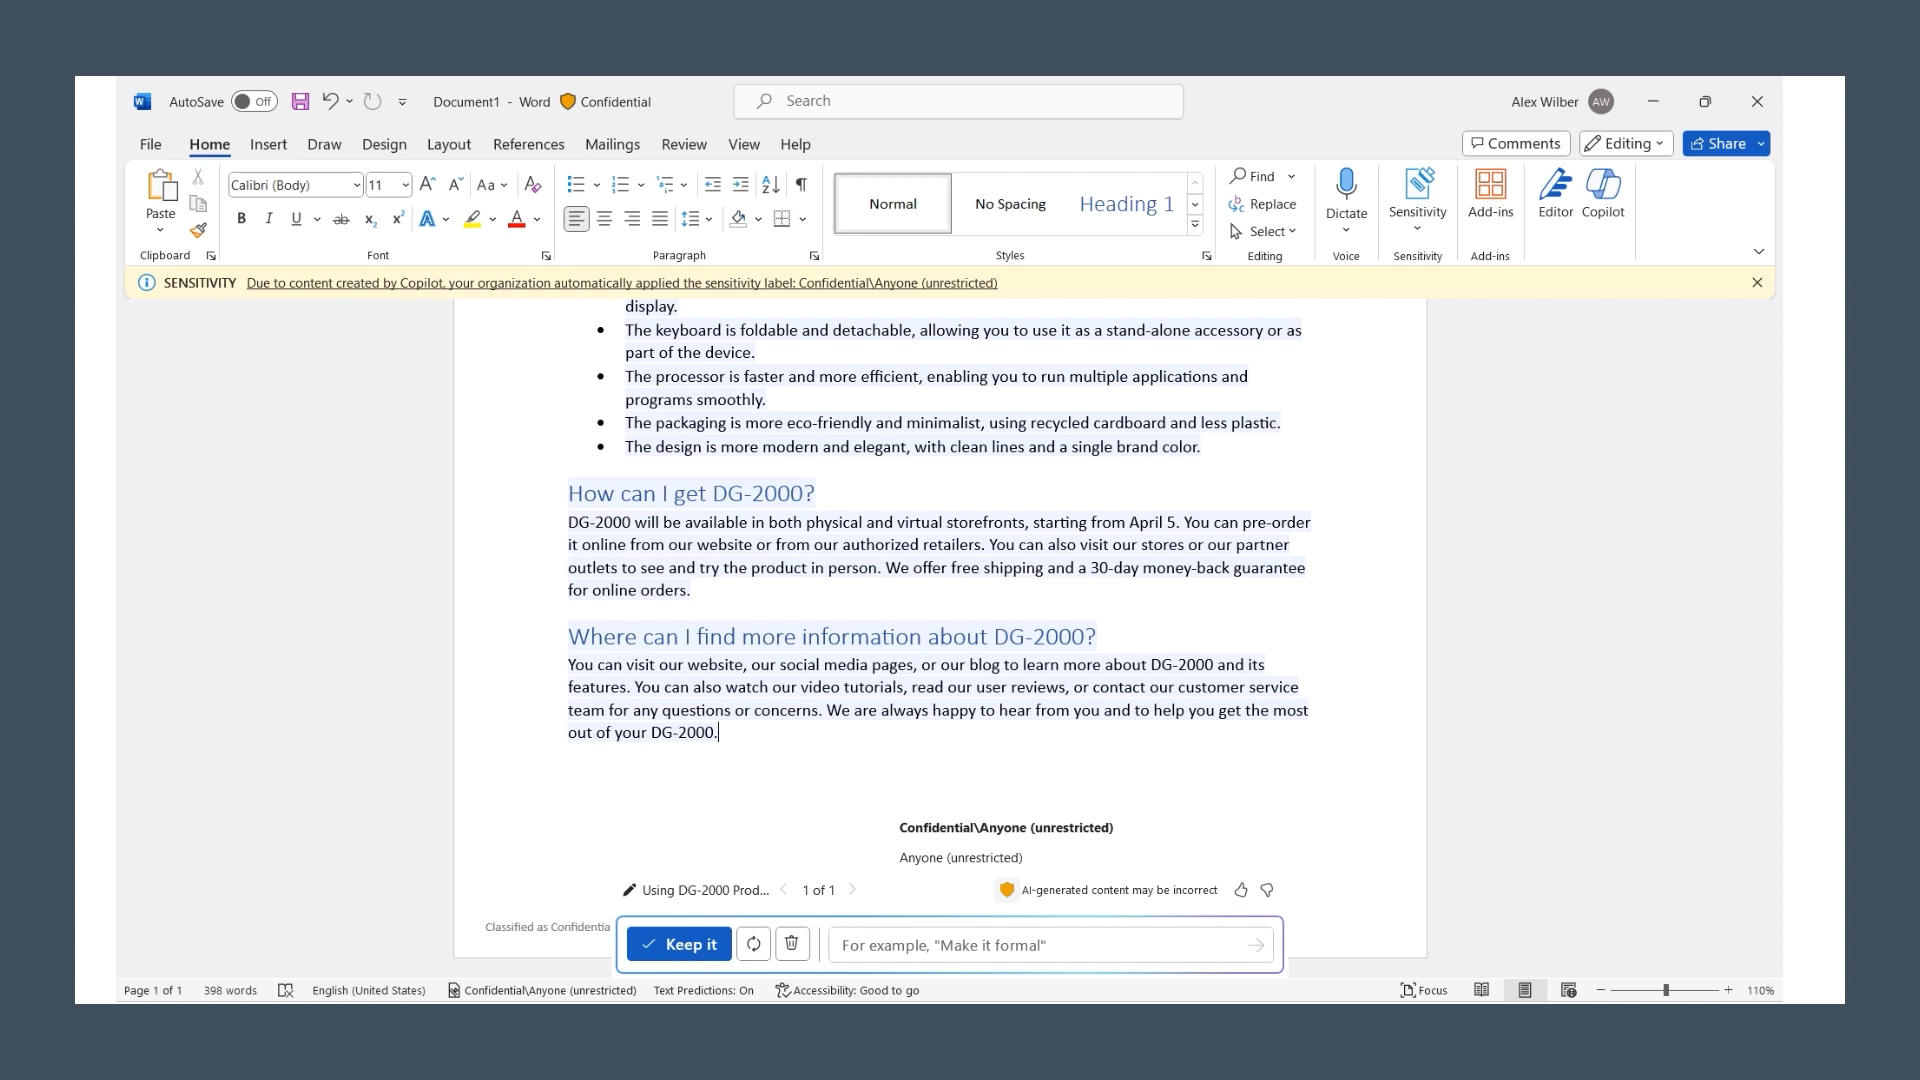 AutoSave Off Document1 - Word Confidential Search Alex Wilber AW
File Home Insert Draw Design Layout References Mailings Review View Help Comments Editing Share
Paste
Clipboard
Calibri (Body) 11 Aa
B I U ab x₂ x² A A
Font
Paragraph
Normal No Spacing Heading 1
Styles
Find
Replace
Select
Editing
Dictate
Voice
Sensitivity
Sensitivity
Add-ins
Add-ins
Editor Copilot
SENSITIVITY Due to content created by Copilot, your organization automatically applied the sensitivity label: Confidential\Anyone (unrestricted)
display.
• The keyboard is foldable and detachable, allowing you to use it as a stand-alone accessory or as
part of the device.
• The processor is faster and more efficient, enabling you to run multiple applications and
programs smoothly.
• The packaging is more eco-friendly and minimalist, using recycled cardboard and less plastic.
• The design is more modern and elegant, with clean lines and a single brand color.
How can I get DG-2000?
DG-2000 will be available in both physical and virtual storefronts, starting from April 5. You can pre-order
it online from our website or from our authorized retailers. You can also visit our stores or our partner
outlets to see and try the product in person. We offer free shipping and a 30-day money-back guarantee
for online orders.
Where can I find more information about DG-2000?
You can visit our website, our social media pages, or our blog to learn more about DG-2000 and its
features. You can also watch our video tutorials, read our user reviews, or contact our customer service
team for any questions or concerns. We are always happy to hear from you and to help you get the most
out of your DG-2000.
Confidential\Anyone (unrestricted)
Anyone (unrestricted)
Using DG-2000 Prod... 1 of 1 AI-generated content may be incorrect
Classified as Confidentia
Keep it For example, "Make it formal"
Page 1 of 1 398 words English (United States) Confidential\Anyone (unrestricted) Text Predictions: On Accessibility: Good to go Focus 110%